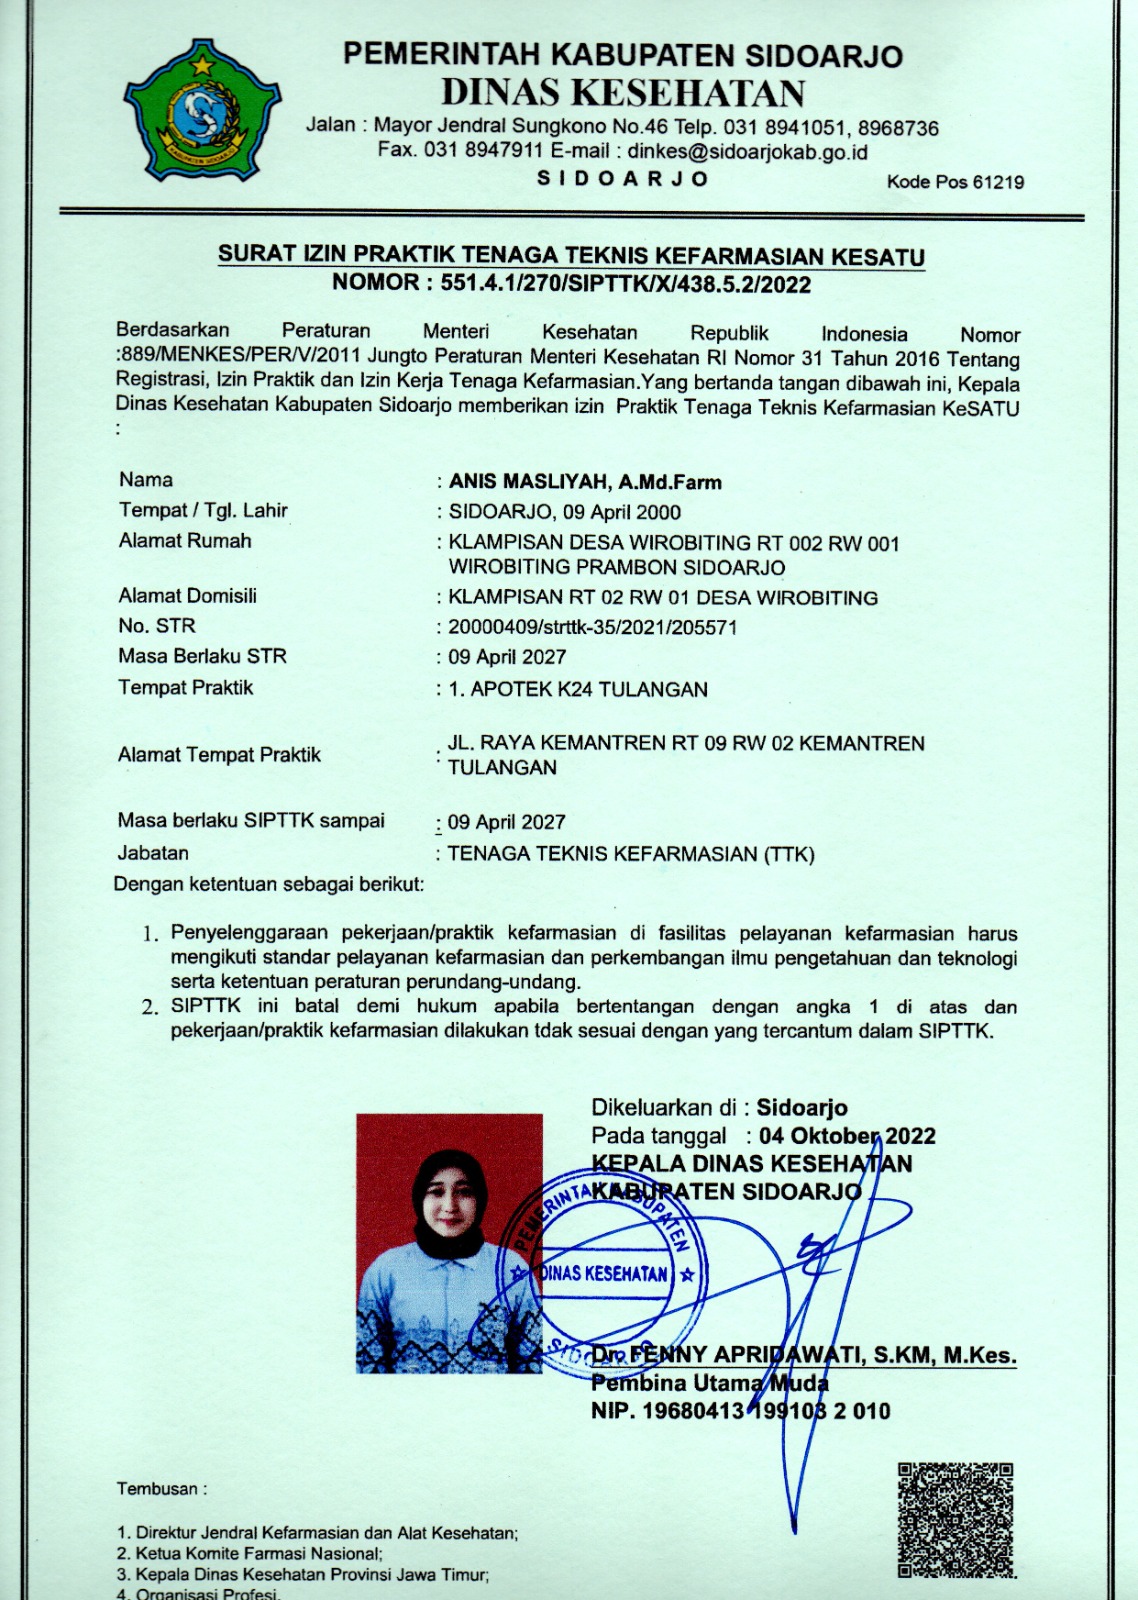 PEMERINTAH KABUPATEN SIDOARJO
DINAS KESEHATAN
Jalan : Mayor Jendral Sungkono No.46 Telp. 031 8941051, 8968736
Fax. 031 8947911 E-mail : dinkes@sidoarjokab.go.id
S I D O A R J O
Kode Pos 61219
KABUPATEN SIDOARJO
SURAT IZIN PRAKTIK TENAGA TEKNIS KEFARMASIAN KESATU
NOMOR : 551.4.1/270/SIPTTK/X/438.5.2/2022
Berdasarkan Peraturan Menteri Kesehatan Republik Indonesia Nomor
:889/MENKES/PER/V/2011 Jungto Peraturan Menteri Kesehatan RI Nomor 31 Tahun 2016 Tentang
Registrasi, Izin Praktik dan Izin Kerja Tenaga Kefarmasian.Yang bertanda tangan dibawah ini, Kepala
Dinas Kesehatan Kabupaten Sidoarjo memberikan izin Praktik Tenaga Teknis Kefarmasian KeSATU
:
Nama : ANIS MASLIYAH, A.Md.Farm
Tempat / Tgl. Lahir : SIDOARJO, 09 April 2000
Alamat Rumah : KLAMPISAN DESA WIROBITING RT 002 RW 001
WIROBITING PRAMBON SIDOARJO
Alamat Domisili : KLAMPISAN RT 02 RW 01 DESA WIROBITING
No. STR : 20000409/strttk-35/2021/205571
Masa Berlaku STR : 09 April 2027
Tempat Praktik : 1. APOTEK K24 TULANGAN
Alamat Tempat Praktik : JL. RAYA KEMANTREN RT 09 RW 02 KEMANTREN
TULANGAN
Masa berlaku SIPTTK sampai : 09 April 2027
Jabatan : TENAGA TEKNIS KEFARMASIAN (TTK)
Dengan ketentuan sebagai berikut:
1. Penyelenggaraan pekerjaan/praktik kefarmasian di fasilitas pelayanan kefarmasian harus
mengikuti standar pelayanan kefarmasian dan perkembangan ilmu pengetahuan dan teknologi
serta ketentuan peraturan perundang-undang.
2. SIPTTK ini batal demi hukum apabila bertentangan dengan angka 1 di atas dan
pekerjaan/praktik kefarmasian dilakukan tdak sesuai dengan yang tercantum dalam SIPTTK.
Dikeluarkan di : Sidoarjo
Pada tanggal : 04 Oktober 2022
KEPALA DINAS KESEHATAN
KABUPATEN SIDOARJO
PEMERINTAH KABUPATEN
DINAS KESEHATAN
SIDOARJO
Dr. FENNY APRIDAWATI, S.KM, M.Kes.
Pembina Utama Muda
NIP. 19680413 199103 2 010
Tembusan :
1. Direktur Jendral Kefarmasian dan Alat Kesehatan;
2. Ketua Komite Farmasi Nasional;
3. Kepala Dinas Kesehatan Provinsi Jawa Timur;
4. Organisasi Profesi.